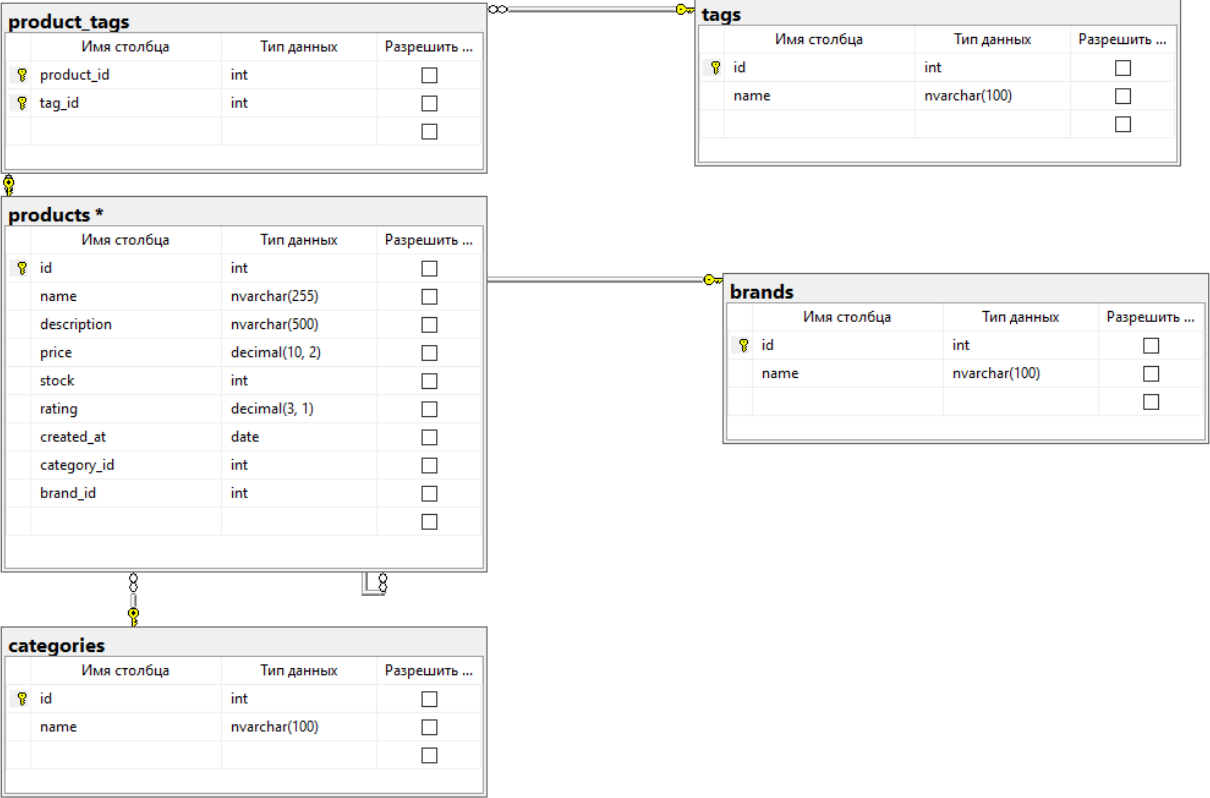 product_tags
Имя столбца Тип данных Разрешить ...
product_id int
tag_id int
tags
Имя столбца Тип данных Разрешить ...
id int
name nvarchar(100)
products *
Имя столбца Тип данных Разрешить ...
id int
name nvarchar(255)
description nvarchar(500)
price decimal(10, 2)
stock int
rating decimal(3, 1)
created_at date
category_id int
brand_id int
brands
Имя столбца Тип данных Разрешить ...
id int
name nvarchar(100)
categories
Имя столбца Тип данных Разрешить ...
id int
name nvarchar(100)